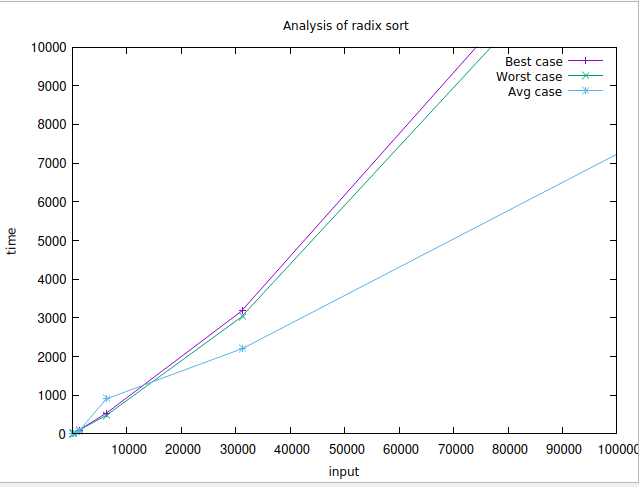 Analysis of radix sort
10000
9000
8000
7000
6000
5000
4000
3000
2000
1000
0
time
Best case
Worst case
Avg case
10000 20000 30000 40000 50000 60000 70000 80000 90000 100000
input